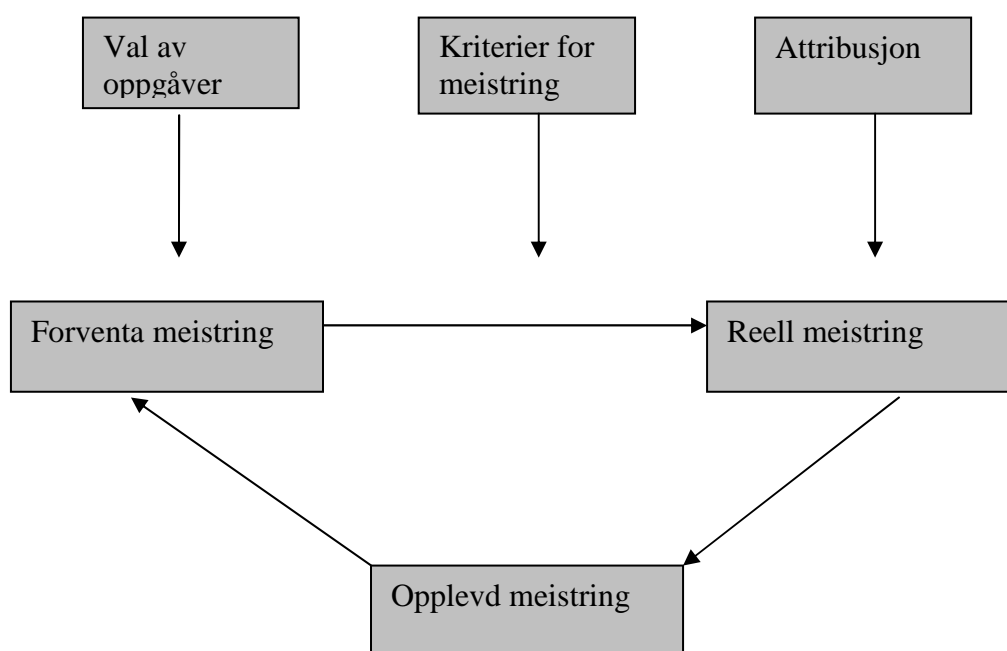 Val av
oppgåver
Kriterier for
meistring
Attribusjon
Forventa meistring
Reell meistring
Opplevd meistring